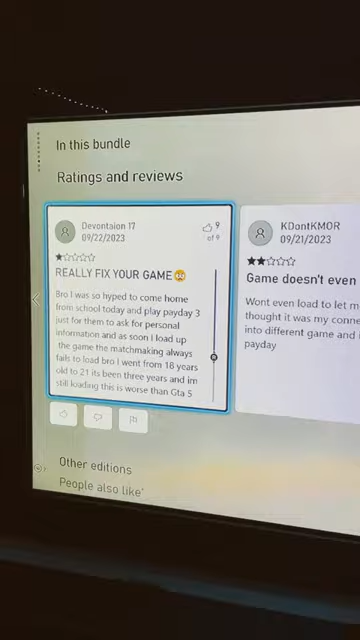 In this bundle
Ratings and reviews
Devontaion 17
09/22/2023
9
of 9
REALLY FIX YOUR GAME
Bro I was so hyped to come home
from school today and play payday 3
just for them to ask for personal
information and as soon I load up
the game the matchmaking always
fails to load bro I went from 18 years
old to 21 its been three years and im
still loading this is worse than Gta 5
KDontKMOR
09/21/2023
Game doesn't even
Wont even load to let m
thought it was my conne
into different game and
payday
Other editions
People also like'